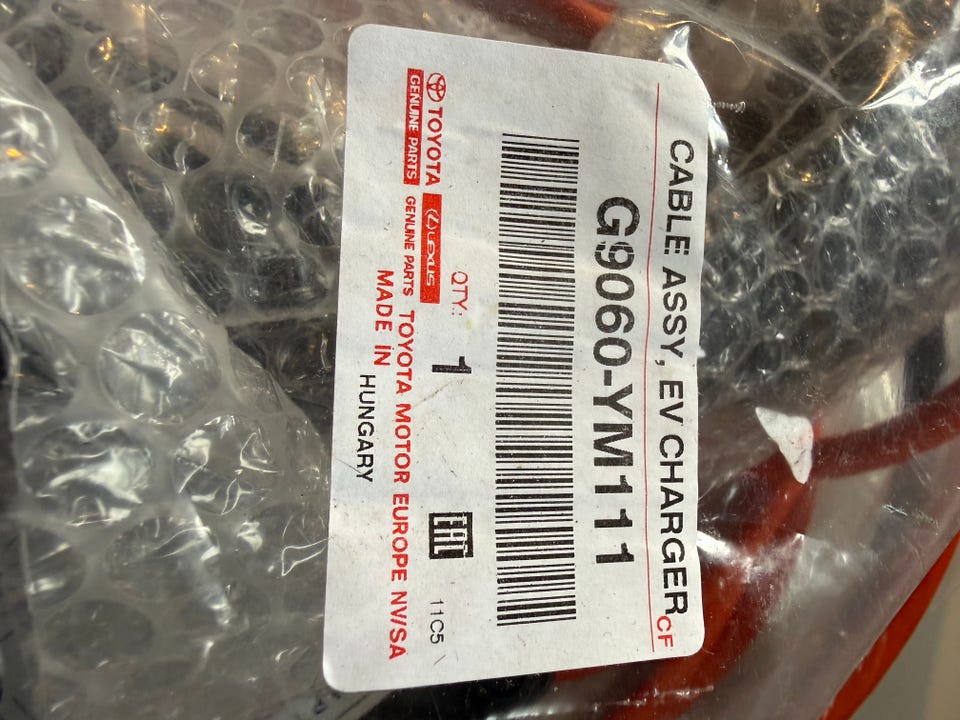 CABLE ASSY, EV CHARGER
CF
G9060-YM111
QTY.: 1
EAC
11C5
TOYOTA
GENUINE PARTS
LEXUS
GENUINE PARTS
TOYOTA MOTOR EUROPE NV/SA
MADE iN
HUNGARY